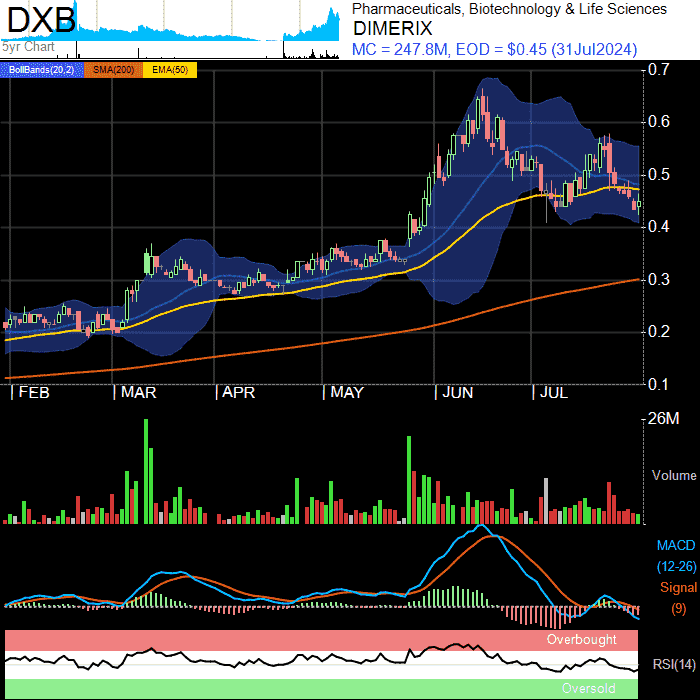 DXB
5yr Chart
Pharmaceuticals, Biotechnology & Life Sciences
DIMERIX
MC = 247.8M, EOD = $0.45 (31Jul2024)
BollBands(20,2) SMA(200) EMA(50)
0.7
0.6
0.5
0.4
0.3
0.2
0.1
FEB MAR APR MAY JUN JUL
26M
Volume
MACD
(12-26)
Signal
(9)
Overbought
RSI(14)
Oversold